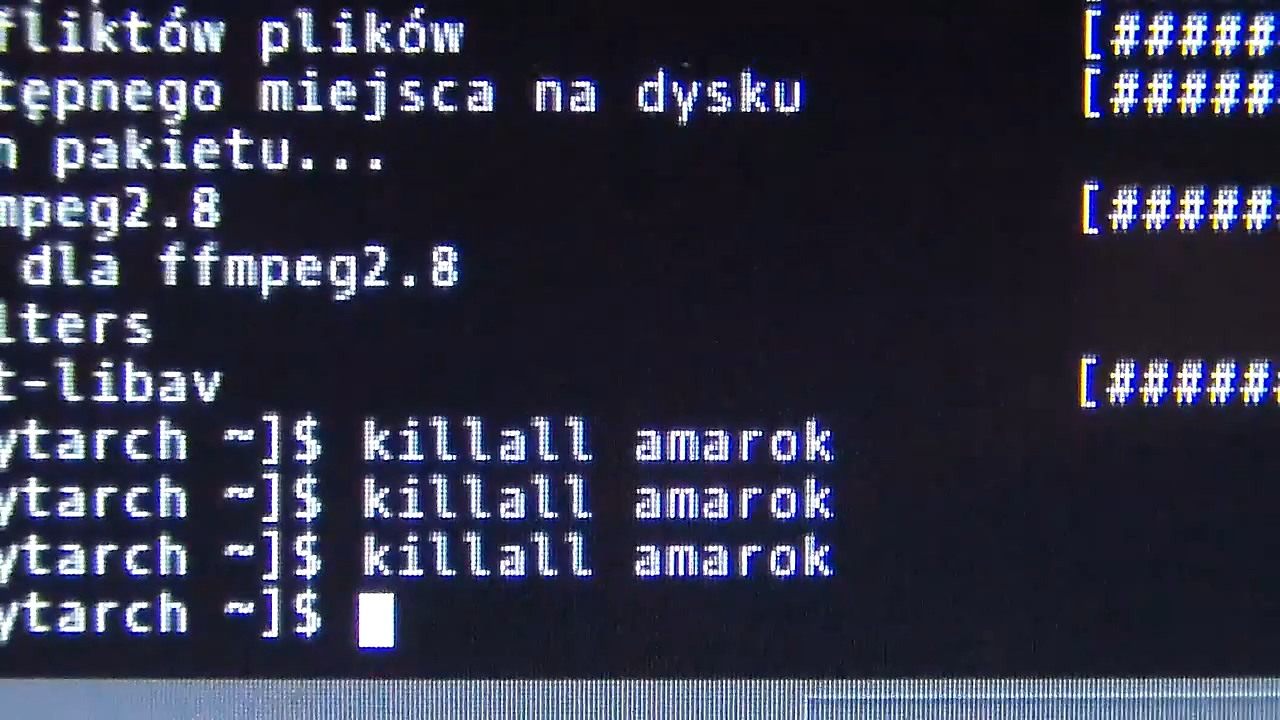 fliktów plików [#####
tępnego miejsca na dysku [#####
pakietu...
mpeg2.8 [#####
dla ffmpeg2.8
lters
t-libav [#####
ytarch ~]$ killall amarok
ytarch ~]$ killall amarok
ytarch ~]$ killall amarok
ytarch ~]$